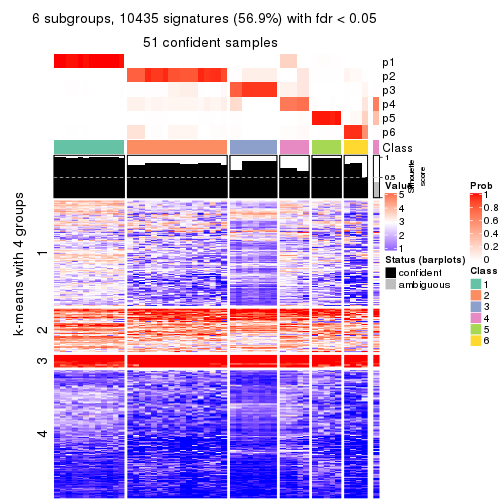 6 subgroups, 10435 signatures (56.9%) with fdr < 0.05
51 confident samples
p1
p2
p3
p4
p5
p6
Class
1
0.5
0
Silhouette
score
k-means with 4 groups
1
2
3
4
Value
5
4
3
2
1
Status (barplots)
confident
ambiguous
Prob
1
0.8
0.6
0.4
0.2
0
Class
1
2
3
4
5
6